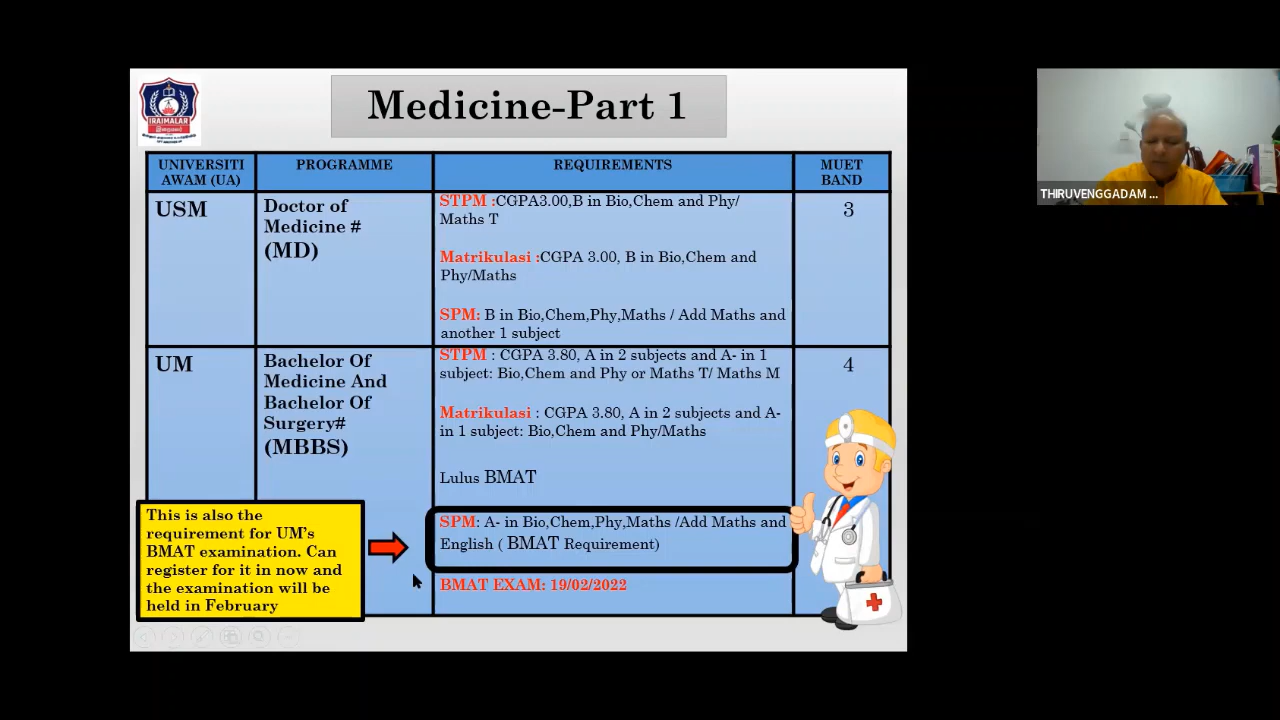 Medicine-Part 1
IRAIMALAR
இறைமலர்
UNIVERSITI
AWAM (UA)
PROGRAMME
REQUIREMENTS
MUET
BAND
USM
Doctor of
Medicine #
(MD)
STPM :CGPA3.00,B in Bio,Chem and Phy/
Maths T
Matrikulasi :CGPA 3.00, B in Bio,Chem and
Phy/Maths
SPM: B in Bio,Chem,Phy,Maths / Add Maths and
another 1 subject
3
UM
Bachelor Of
Medicine And
Bachelor Of
Surgery#
(MBBS)
STPM : CGPA 3.80, A in 2 subjects and A- in 1
subject: Bio,Chem and Phy or Maths T/ Maths M
Matrikulasi : CGPA 3.80, A in 2 subjects and A-
in 1 subject: Bio,Chem and Phy/Maths
Lulus BMAT
SPM: A- in Bio,Chem,Phy,Maths /Add Maths and
English ( BMAT Requirement)
BMAT EXAM: 19/02/2022
4
This is also the
requirement for UM's
BMAT examination. Can
register for it in now and
the examination will be
held in February
THIRUVENGGADAM ...